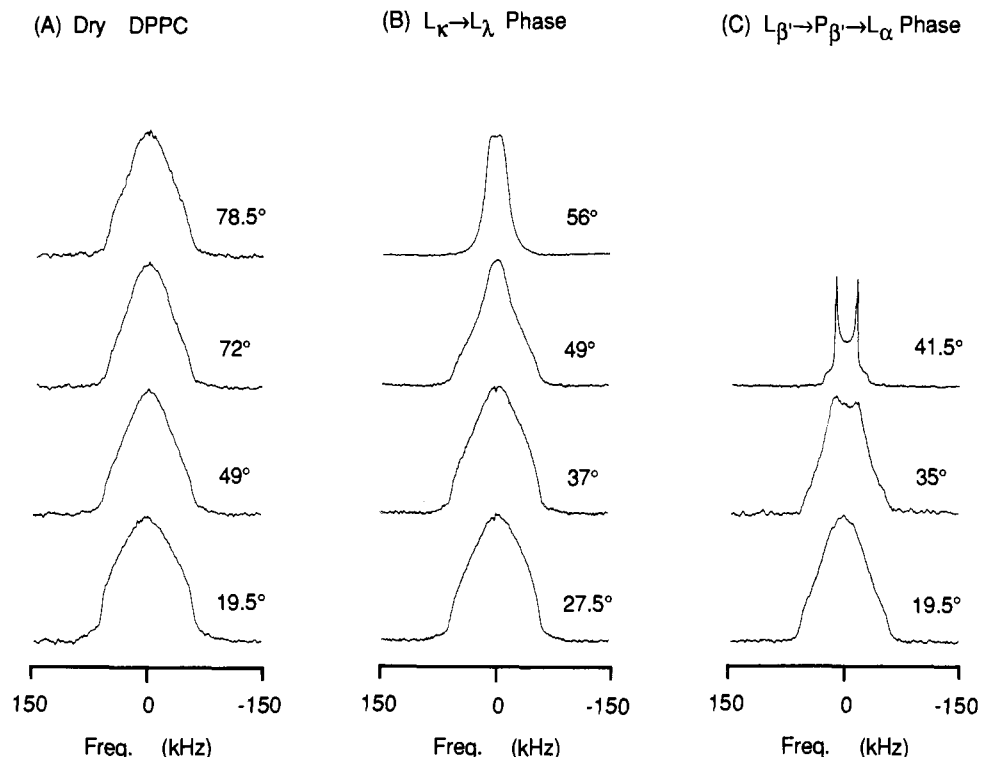 (A) Dry DPPC
(B) Lκ→Lλ Phase
(C) Lβ'→Pβ'→Lα Phase
78.5°
72°
49°
19.5°
150 0 -150
Freq. (kHz)
56°
49°
37°
27.5°
150 0 -150
Freq. (kHz)
41.5°
35°
19.5°
150 0 -150
Freq. (kHz)